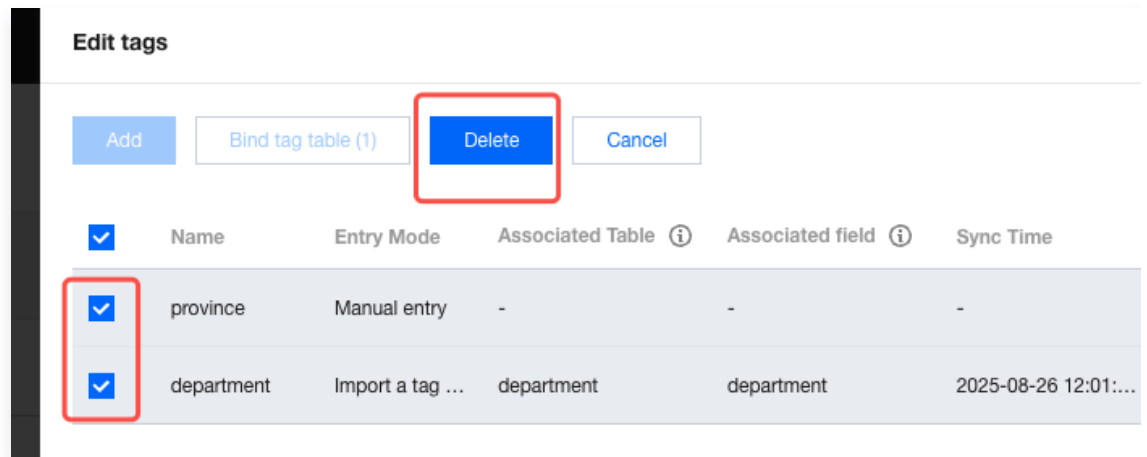 Edit tags
Add Bind tag table (1) Delete Cancel
Name Entry Mode Associated Table Associated field Sync Time
province Manual entry - - -
department Import a tag ... department department 2025-08-26 12:01:...